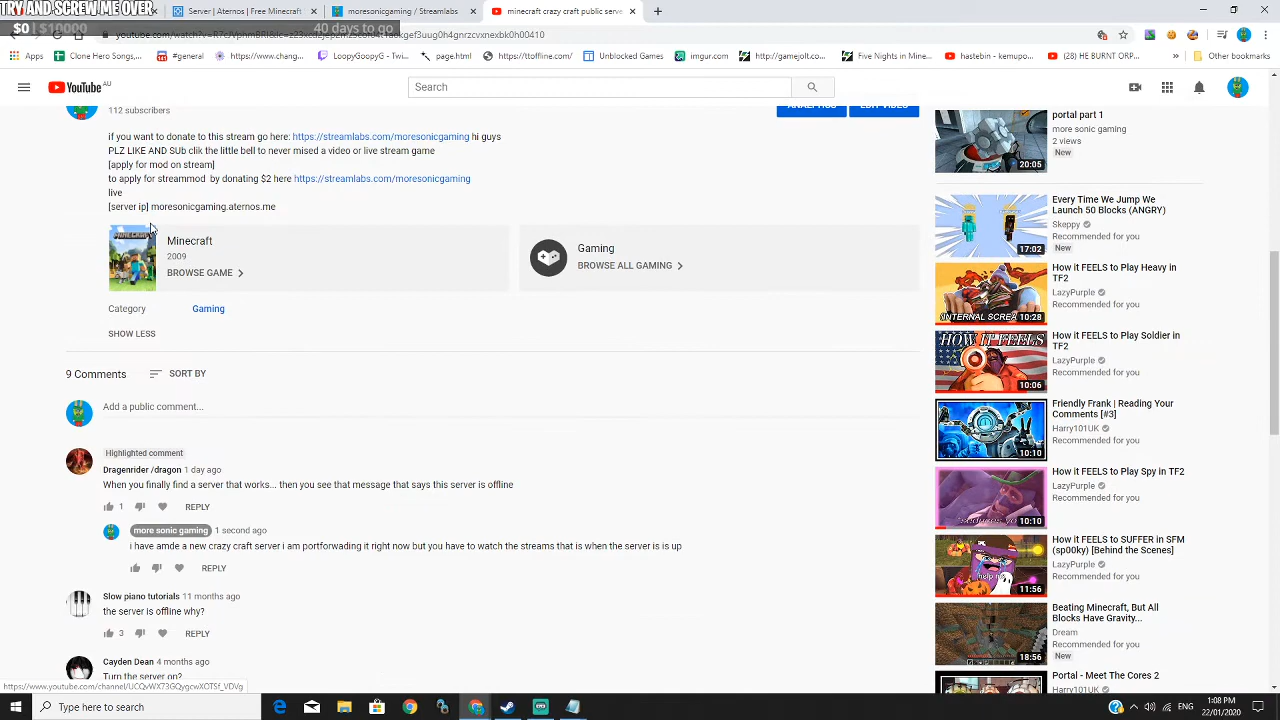 TRY AND SCREW ME OVER
$0 | $10000
40 days to go
Server | Aternos | Free Minecraft
moresonicgaming / Streamlabs
minecraft crazy craft public serve
Apps
Clone Hero Songs,...
#general
http://www.chang...
LoopyGoopyG - Twit...
page.html
https://ttoffline.com/
Unblocked Games
imgur.com
http://gamejolt.co...
Five Nights in Anim...
hastebin - kemupo...
(28) HE BURNT ORP...
Other bookmarks
YouTube AU
Search
112 subscribers
ANALYTICS
EDIT VIDEO
if you want to donate to this stream go here: https://streamlabs.com/moresonicgaming hi guys
PLZ LIKE AND SUb clik the little bell to never mised a video or live stream game
[apply for mod on stream]
to apply for streammod by donating $2 here https://streamlabs.com/moresonicgaming
live
[server ip] moresonicgaming.aternos.me
Minecraft
2009
BROWSE GAME
Gaming
BROWSE ALL GAMING
Category
Gaming
SHOW LESS
9 Comments
SORT BY
Add a public comment...
Highlighted comment
Dragenrider /dragon 1 day ago
When you finally find a server that works... then you see that message that says this server is offline
1
REPLY
more sonic gaming 1 second ago
i have amde a new crazy craft server i am portforwarding it right now but you have to watch the streams that is when the server is is up
REPLY
Slow piano tutorials 11 months ago
the server is offline why?
3
REPLY
Cayden Dean 4 months ago
Turn the server on?
portal part 1
more sonic gaming
2 views
New
20:05
Every Time We Jump We
Launch 50 Blocks (ANGRY)
Skeppy
Recommended for you
New
17:02
How it FEELS to Play Heavy in
TF2
LazyPurple
Recommended for you
INTERNAL SCREA
10:28
How it FEELS to Play Soldier in
TF2
LazyPurple
Recommended for you
HOW IT FEELS
10:06
Friendly Frank | Reading Your
Comments [#3]
Harry101UK
Recommended for you
10:10
How it FEELS to Play Spy in TF2
LazyPurple
Recommended for you
10:10
How it FEELS to SUFFER in SFM
(sp00ky) [Behind the Scenes]
LazyPurple
Recommended for you
help
11:56
Beating Minecraft, But All
Blocks Have Gravity...
Dream
Recommended for you
New
18:56
Portal - Meet The Cores 2
Harry101UK
Type here to search
ENG
1:08 PM
22/01/2020